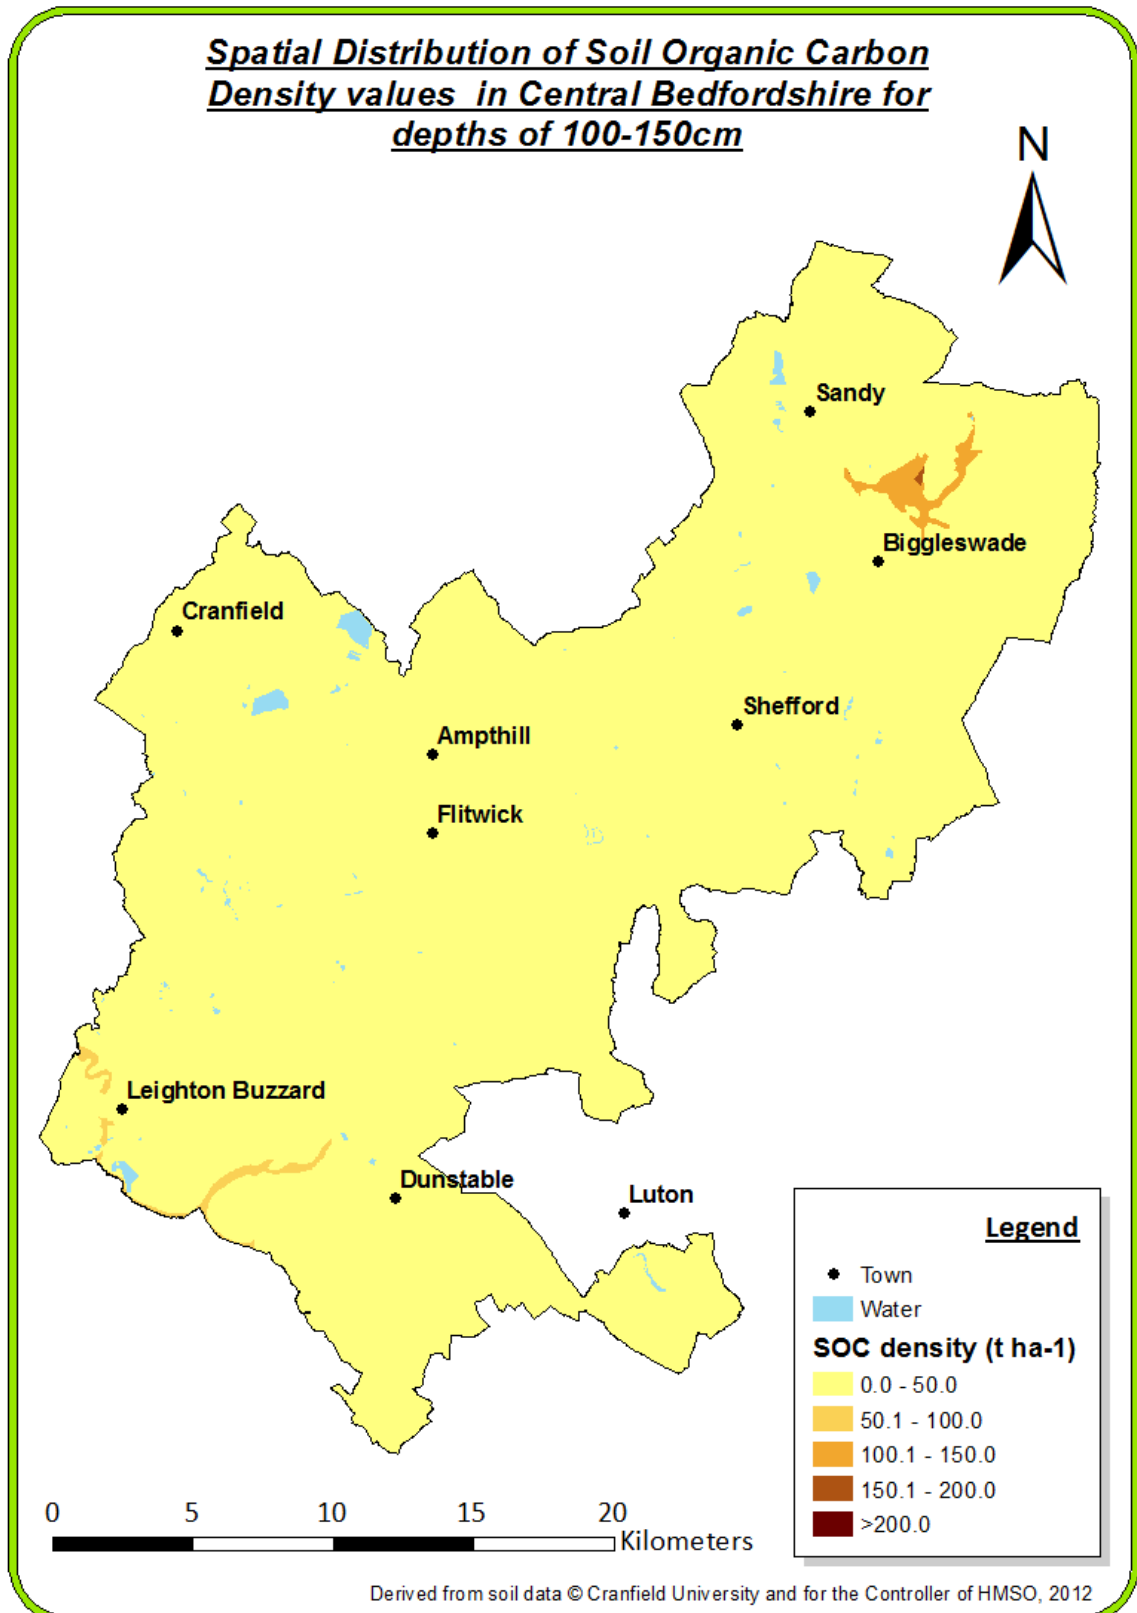 Spatial Distribution of Soil Organic Carbon
Density values in Central Bedfordshire for
depths of 100-150cm
N
Sandy
Biggleswade
Cranfield
Shefford
Ampthill
Flitwick
Leighton Buzzard
Dunstable
Luton
Legend
Town
Water
SOC density (t ha-1)
0.0 - 50.0
50.1 - 100.0
100.1 - 150.0
150.1 - 200.0
>200.0
0 5 10 15 20
Kilometers
Derived from soil data © Cranfield University and for the Controller of HMSO, 2012